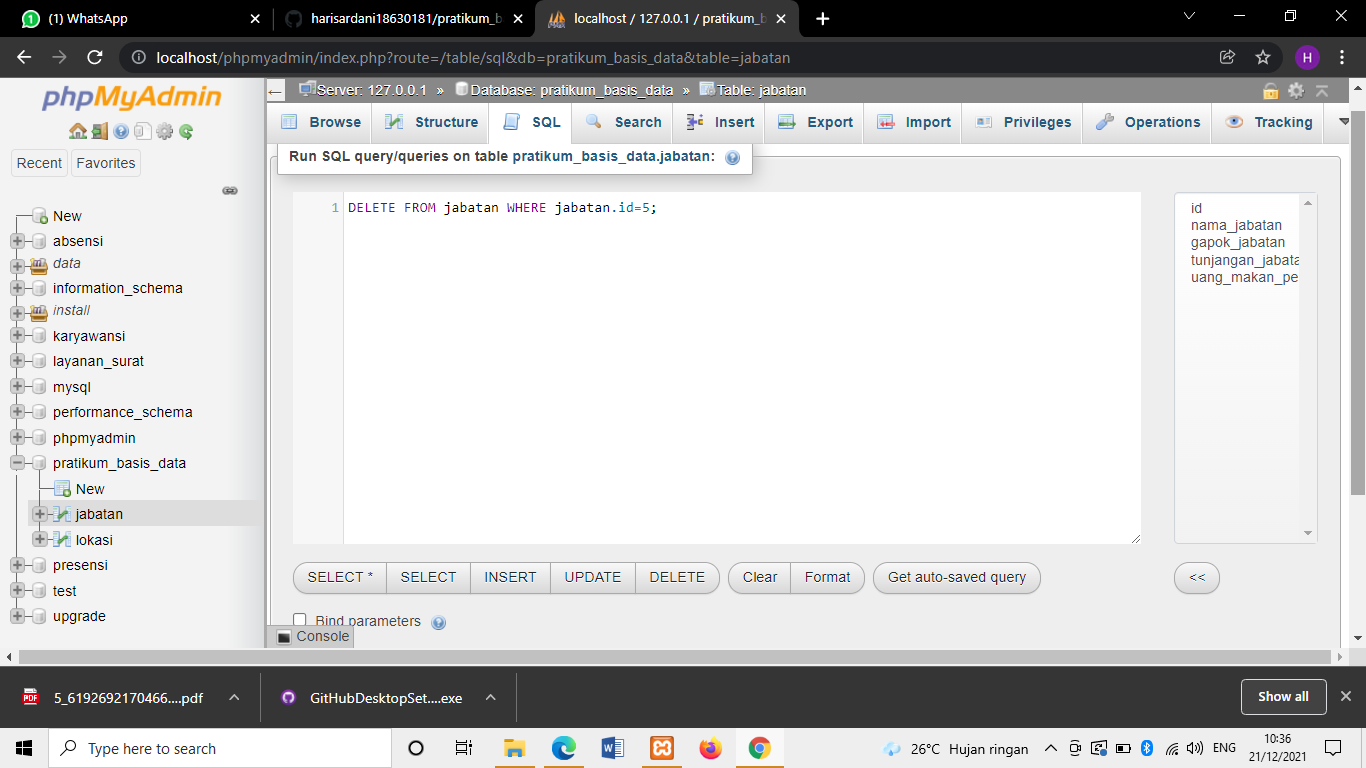 (1) WhatsApp
harisardani18630181/pratikum_b
localhost / 127.0.0.1 / pratikum_b
localhost/phpmyadmin/index.php?route=/table/sql&db=pratikum_basis_data&table=jabatan
H
phpMyAdmin
Server: 127.0.0.1 » Database: pratikum_basis_data » Table: jabatan
Browse Structure SQL Search Insert Export Import Privileges Operations Tracking
Recent Favorites
Run SQL query/queries on table pratikum_basis_data.jabatan:
1 DELETE FROM jabatan WHERE jabatan.id=5;
id
nama_jabatan
gapok_jabatan
tunjangan_jabata
uang_makan_pe
New
absensi
data
information_schema
install
karyawansi
layanan_surat
mysql
performance_schema
phpmyadmin
pratikum_basis_data
New
jabatan
lokasi
presensi
test
upgrade
SELECT * SELECT INSERT UPDATE DELETE Clear Format Get auto-saved query <<
Bind parameters
Console
PDF 5_6192692170466....pdf
GitHubDesktopSet....exe
Show all
Type here to search
26°C Hujan ringan
ENG
10:36
21/12/2021